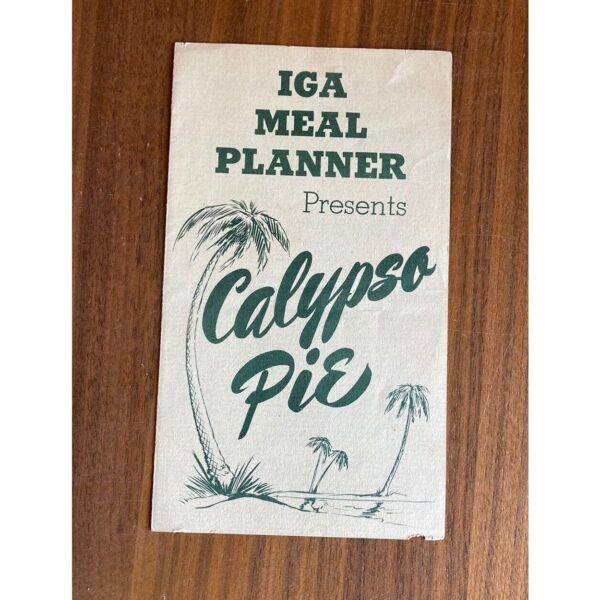 IGA
MEAL
PLANNER
Presents
Calypso
Pie